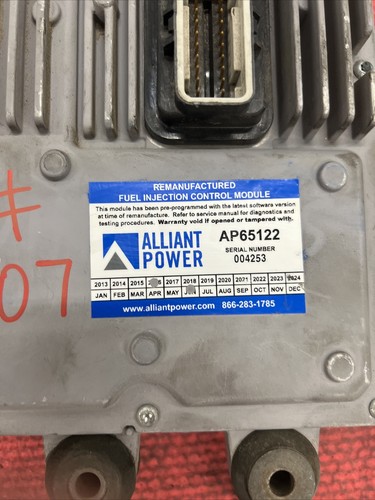 REMANUFACTURED
FUEL INJECTION CONTROL MODULE
This module has been pre-programmed with the latest software version
at time of remanufacture. Refer to service manual for diagnostics and
testing procedures. Warranty void if opened or tampered with.
ALLIANT
POWER
AP65122
SERIAL NUMBER
004253
2013 2014 2015 2017 2018 2019 2020 2021 2022 2023 2024
JAN FEB MAR APR MAY JUL AUG SEP OCT NOV DEC
www.alliantpower.com 866-283-1785
#
07